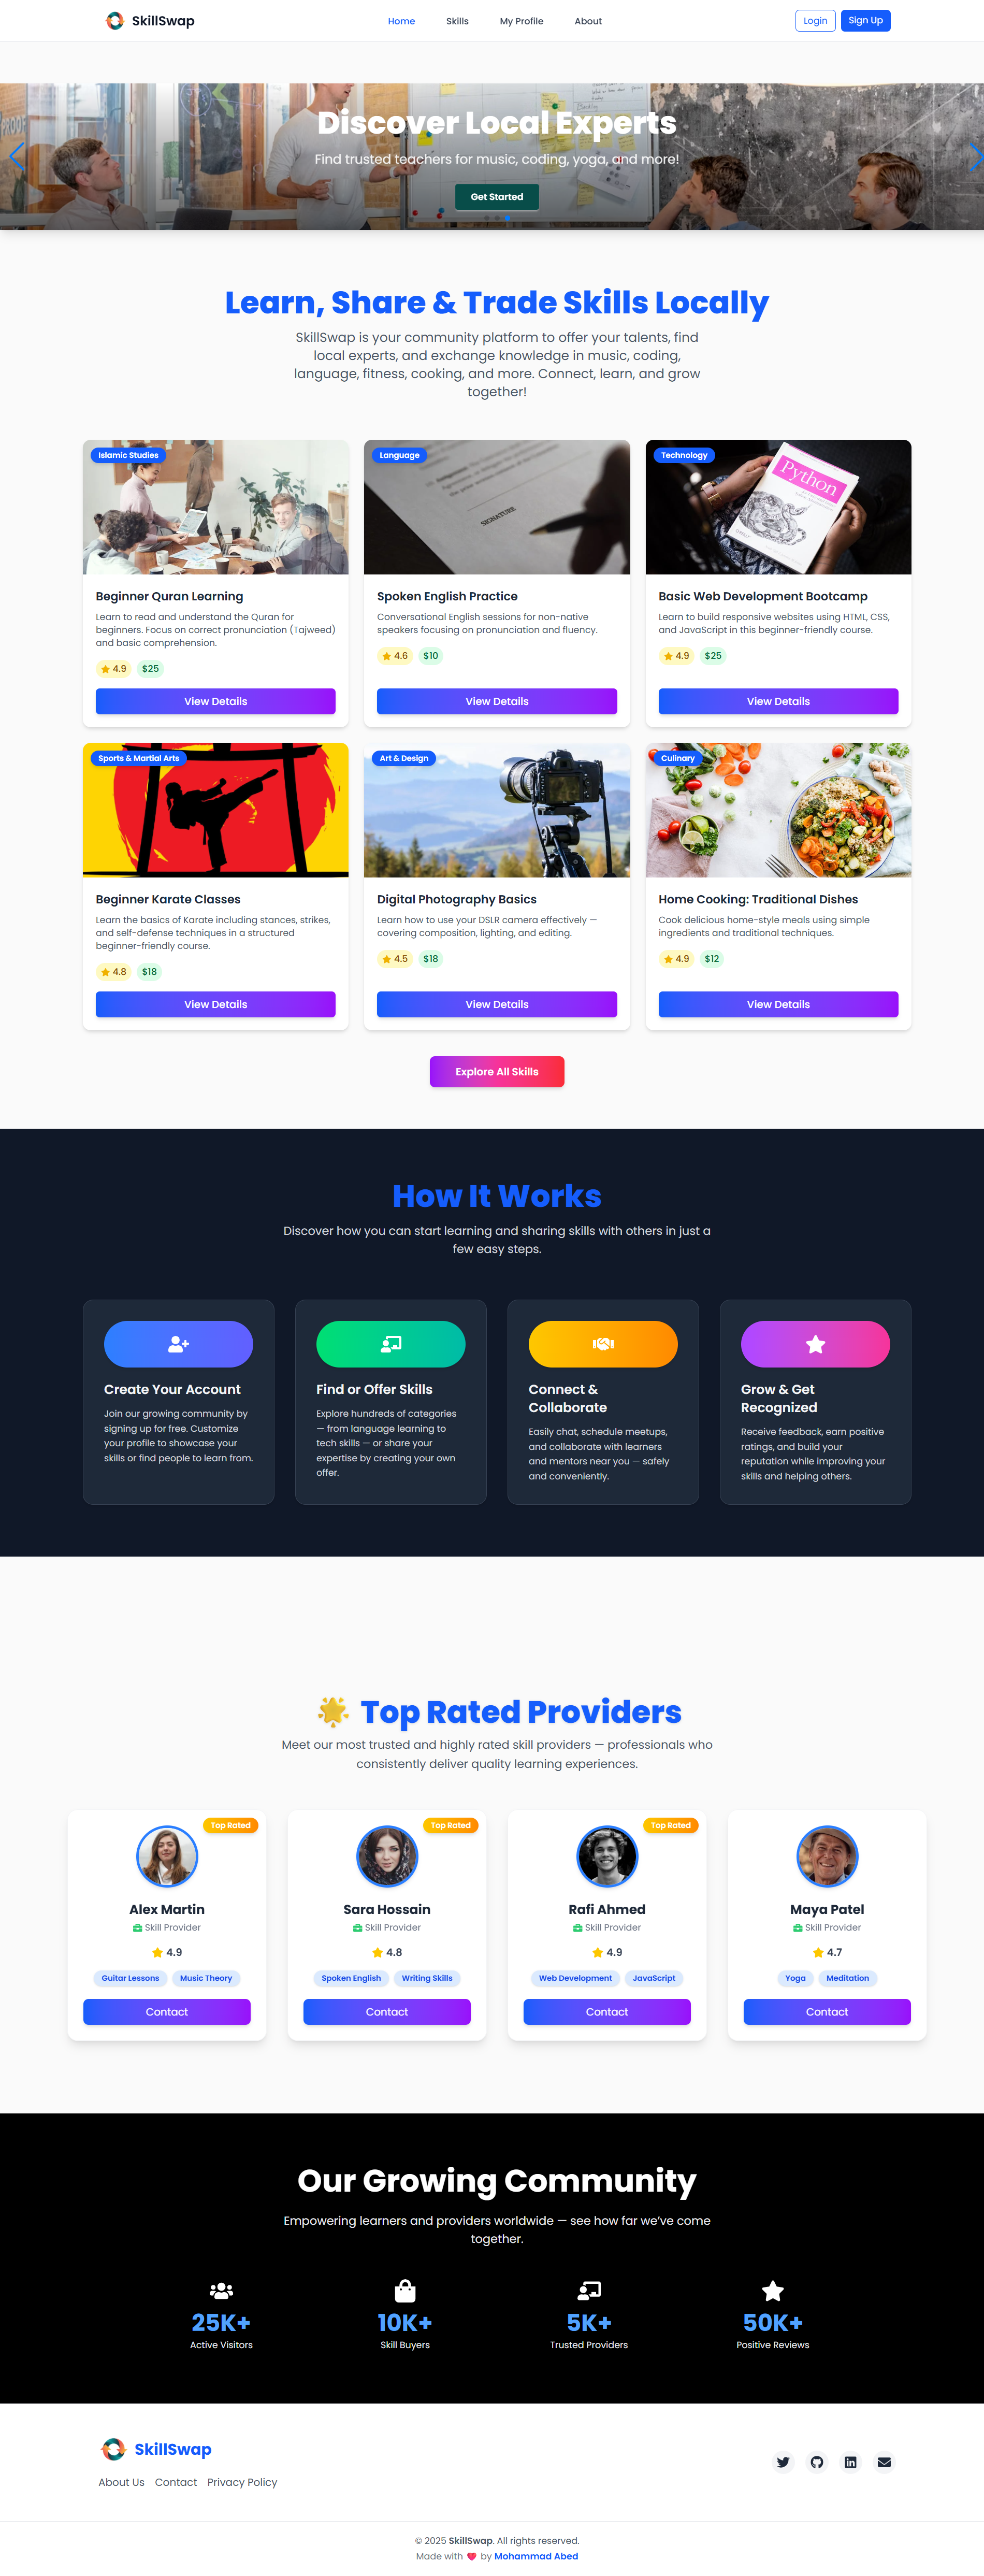 SkillSwap
Home
Skills
My Profile
About
Login
Sign Up
Discover Local Experts
Find trusted teachers for music, coding, yoga, and more!
Get Started
Learn, Share & Trade Skills Locally
SkillSwap is your community platform to offer your talents, find
local experts, and exchange knowledge in music, coding,
language, fitness, cooking, and more. Connect, learn, and grow
together!
Islamic Studies
Beginner Quran Learning
Learn to read and understand the Quran for
beginners. Focus on correct pronunciation (Tajweed)
and basic comprehension.
4.9
$25
View Details
Language
SIGNATURE
Spoken English Practice
Conversational English sessions for non-native
speakers focusing on pronunciation and fluency.
4.6
$10
View Details
Technology
Python
Basic Web Development Bootcamp
Learn to build responsive websites using HTML, CSS,
and JavaScript in this beginner-friendly course.
4.9
$25
View Details
Sports & Martial Arts
Beginner Karate Classes
Learn the basics of Karate including stances, strikes,
and self-defense techniques in a structured
beginner-friendly course.
4.8
$18
View Details
Art & Design
Digital Photography Basics
Learn how to use your DSLR camera effectively —
covering composition, lighting, and editing.
4.5
$18
View Details
Culinary
Home Cooking: Traditional Dishes
Cook delicious home-style meals using simple
ingredients and traditional techniques.
4.9
$12
View Details
Explore All Skills
How It Works
Discover how you can start learning and sharing skills with others in just a
few easy steps.
Create Your Account
Join our growing community by
signing up for free. Customize
your profile to showcase your
skills or find people to learn from.
Find or Offer Skills
Explore hundreds of categories
— from language learning to
tech skills — or share your
expertise by creating your own
offer.
Connect &
Collaborate
Easily chat, schedule meetups,
and collaborate with learners
and mentors near you — safely
and conveniently.
Grow & Get
Recognized
Receive feedback, earn positive
ratings, and build your
reputation while improving your
skills and helping others.
🌟 Top Rated Providers
Meet our most trusted and highly rated skill providers — professionals who
consistently deliver quality learning experiences.
Top Rated
Alex Martin
Skill Provider
4.9
Guitar Lessons
Music Theory
Contact
Top Rated
Sara Hossain
Skill Provider
4.8
Spoken English
Writing Skills
Contact
Top Rated
Rafi Ahmed
Skill Provider
4.9
Web Development
JavaScript
Contact
Maya Patel
Skill Provider
4.7
Yoga
Meditation
Contact
Our Growing Community
Empowering learners and providers worldwide — see how far we've come
together.
25K+
Active Visitors
10K+
Skill Buyers
5K+
Trusted Providers
50K+
Positive Reviews
SkillSwap
About Us
Contact
Privacy Policy
© 2025 SkillSwap. All rights reserved.
Made with ❤️ by Mohammad Abed